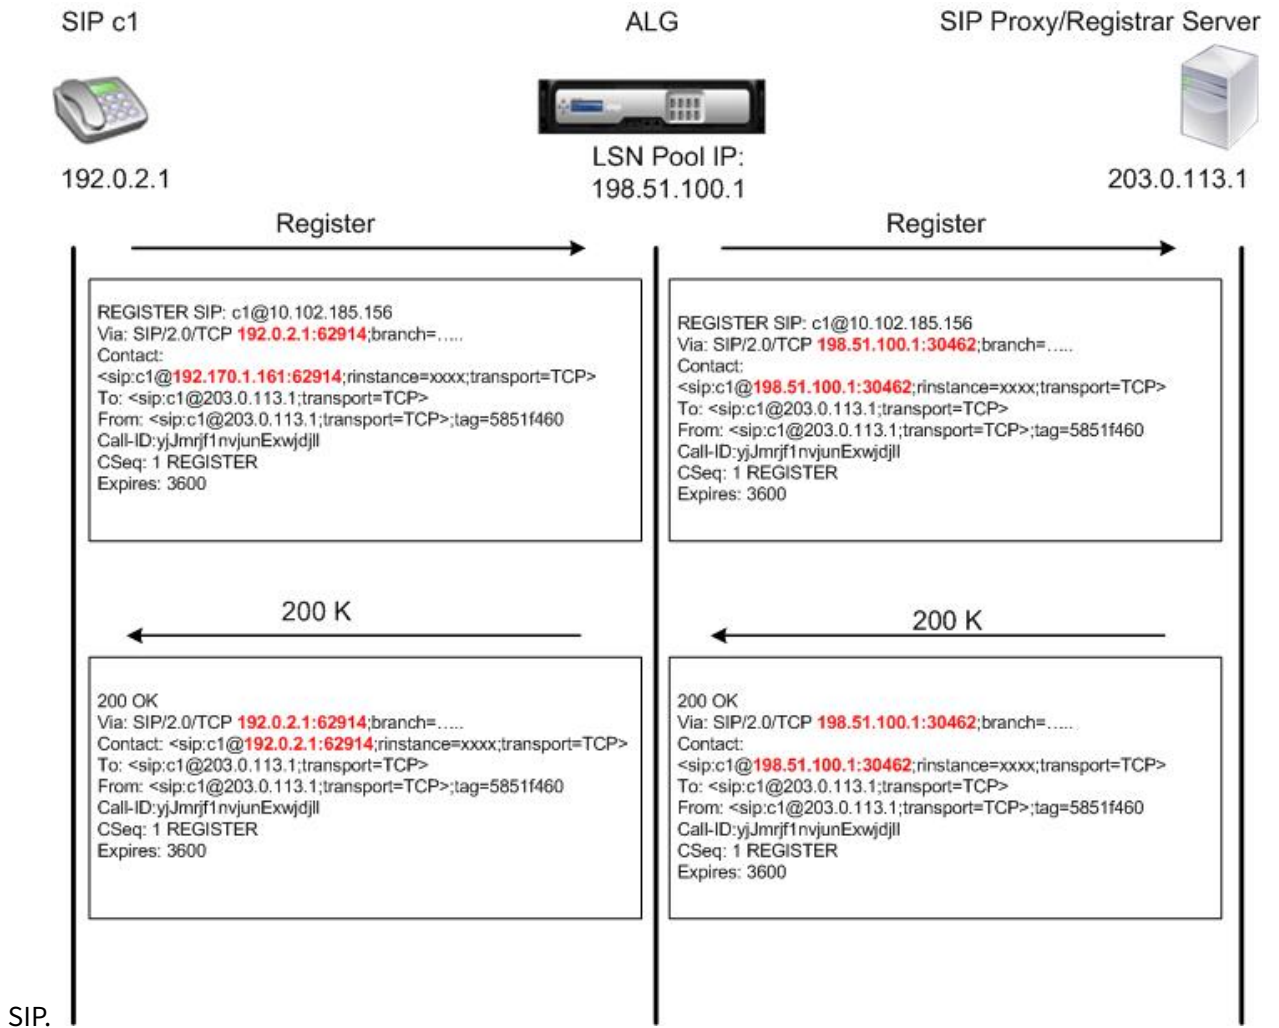 SIP c1
ALG
SIP Proxy/Registrar Server
192.0.2.1
LSN Pool IP:
198.51.100.1
203.0.113.1
Register
Register
REGISTER SIP: c1@10.102.185.156
Via: SIP/2.0/TCP 192.0.2.1:62914;branch=.....
Contact:
<sip:c1@192.170.1.161:62914;rinstance=xxxx;transport=TCP>
To: <sip:c1@203.0.113.1;transport=TCP>
From: <sip:c1@203.0.113.1;transport=TCP>;tag=5851f460
Call-ID:yjJmrjf1nvjunExwjdjlI
CSeq: 1 REGISTER
Expires: 3600
REGISTER SIP: c1@10.102.185.156
Via: SIP/2.0/TCP 198.51.100.1:30462;branch=.....
Contact:
<sip:c1@198.51.100.1:30462;rinstance=xxxx;transport=TCP>
To: <sip:c1@203.0.113.1;transport=TCP>
From: <sip:c1@203.0.113.1;transport=TCP>;tag=5851f460
Call-ID:yjJmrjf1nvjunExwjdjlI
CSeq: 1 REGISTER
Expires: 3600
200 K
200 K
200 OK
Via: SIP/2.0/TCP 192.0.2.1:62914;branch=.....
Contact: <sip:c1@192.0.2.1:62914;rinstance=xxxx;transport=TCP>
To: <sip:c1@203.0.113.1;transport=TCP>
From: <sip:c1@203.0.113.1;transport=TCP>;tag=5851f460
Call-ID:yjJmrjf1nvjunExwjdjlI
CSeq: 1 REGISTER
Expires: 3600
200 OK
Via: SIP/2.0/TCP 198.51.100.1:30462;branch=.....
Contact:
<sip:c1@198.51.100.1:30462;rinstance=xxxx;transport=TCP>
To: <sip:c1@203.0.113.1;transport=TCP>
From: <sip:c1@203.0.113.1;transport=TCP>;tag=5851f460
Call-ID:yjJmrjf1nvjunExwjdjlI
CSeq: 1 REGISTER
Expires: 3600
SIP.